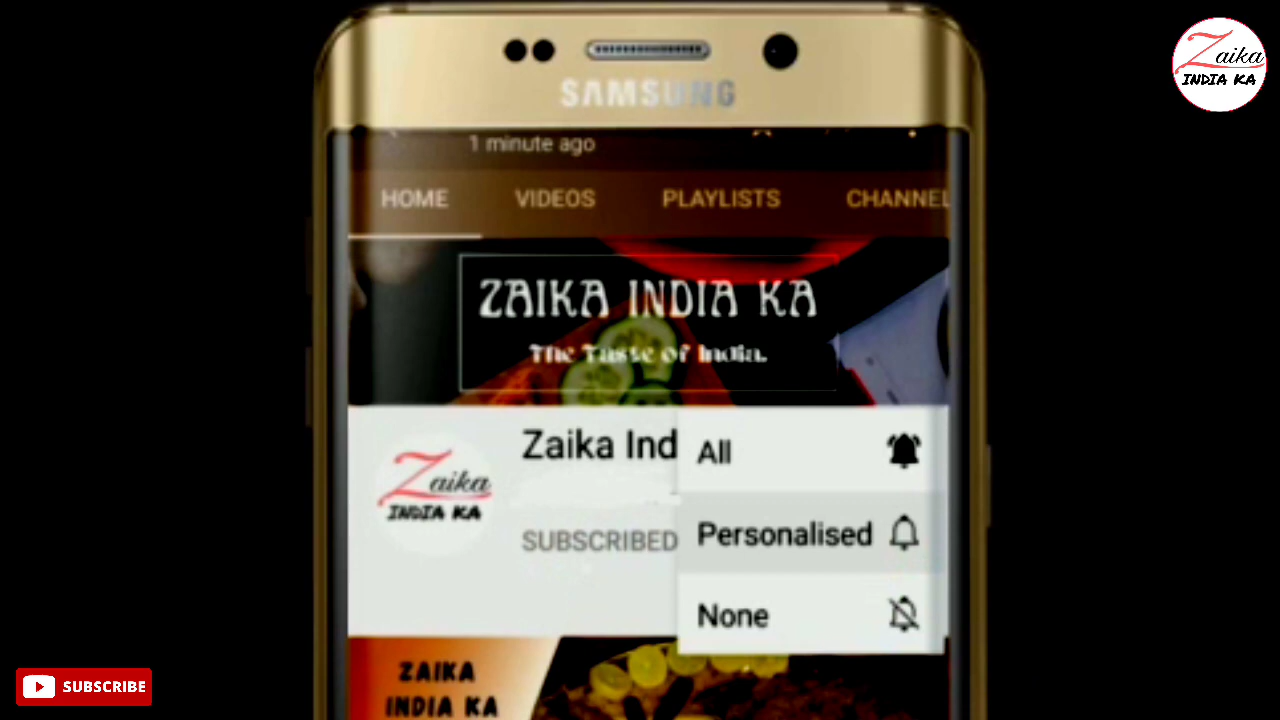 SAMSUNG
Zaika
INDIA KA
1 minute ago
HOME VIDEOS PLAYLISTS CHANNEL
ZAIKA INDIA KA
The Taste of India.
Zaika Ind
All
Zaika
INDIA KA
SUBSCRIBED
Personalised
None
ZAIKA
INDIA KA
SUBSCRIBE